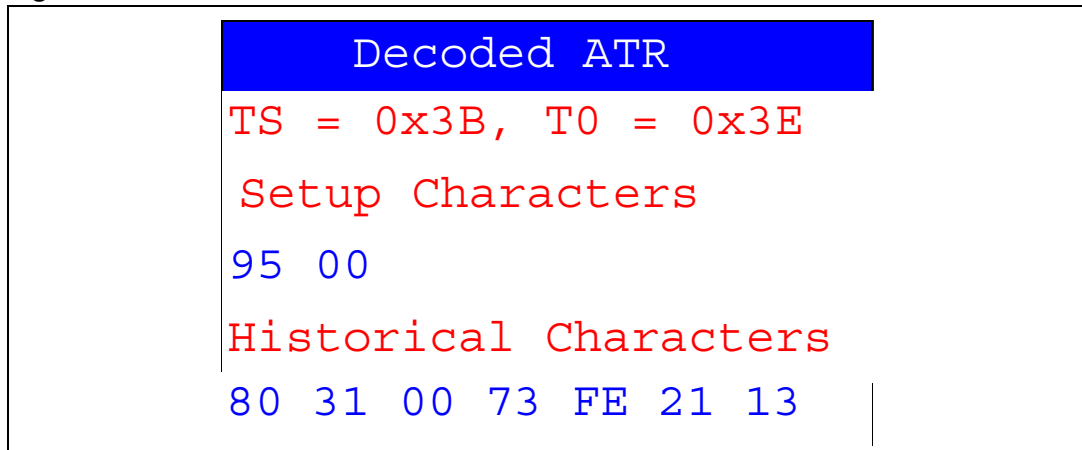 Decoded ATR
TS = 0x3B, T0 = 0x3E
Setup Characters
95 00
Historical Characters
80 31 00 73 FE 21 13